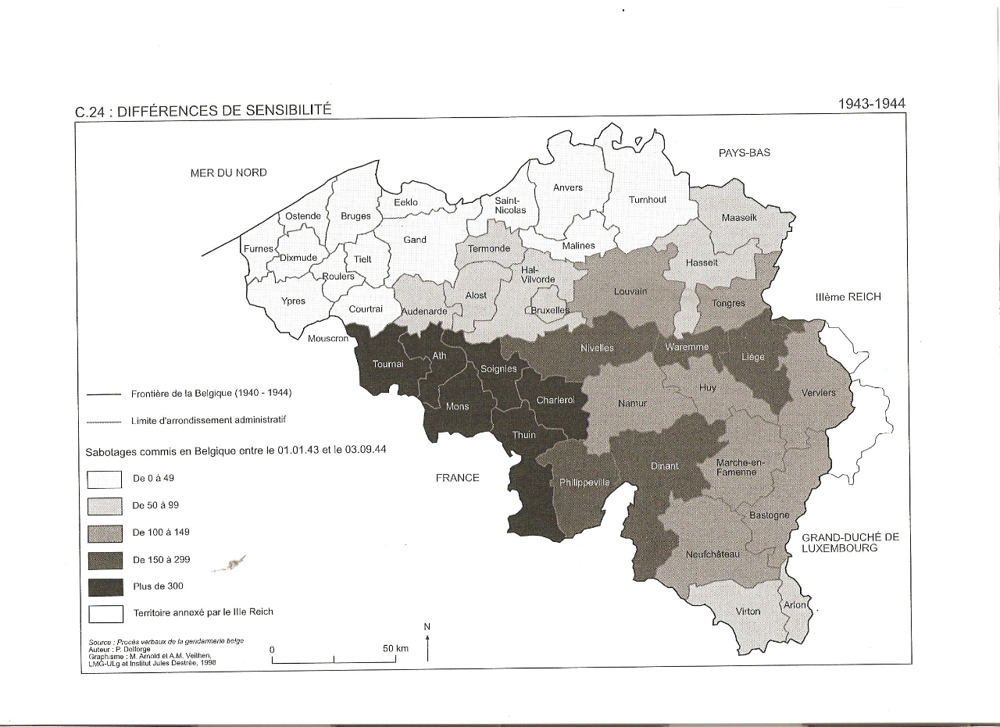 C.24 : DIFFÉRENCES DE SENSIBILITÉ
1943-1944
MER DU NORD
PAYS-BAS
Anvers
Turnhout
Saint-
Nicolas
Eeklo
Ostende
Bruges
Maaseik
Gand
Furnes
Dixmude
Tielt
Termonde
Malines
Hasselt
Hal-
Vilvorde
Roulers
Ypres
Courtrai
Audenarde
Alost
Bruxelles
Louvain
Tongres
IIIème REICH
Mouscron
Tournai
Ath
Soignies
Nivelles
Waremme
Liège
Mons
Charleroi
Namur
Huy
Verviers
Thuin
Dinant
Philippeville
Marche-en-
Famenne
FRANCE
Bastogne
Neufchâteau
GRAND-DUCHÉ DE
LUXEMBOURG
Virton
Arlon
Frontière de la Belgique (1940 - 1944)
Limite d'arrondissement administratif
Sabotages commis en Belgique entre le 01.01.43 et le 03.09.44
De 0 à 49
De 50 à 99
De 100 à 149
De 150 à 299
Plus de 300
Territoire annexé par le IIIe Reich
Source : Procès verbaux de la gendarmerie belge
Auteur : P. Delforge
Graphisme : M. Arnold et A.M. Veithen,
LMG-ULg et Institut Jules Destrée, 1998
0
50 km
N